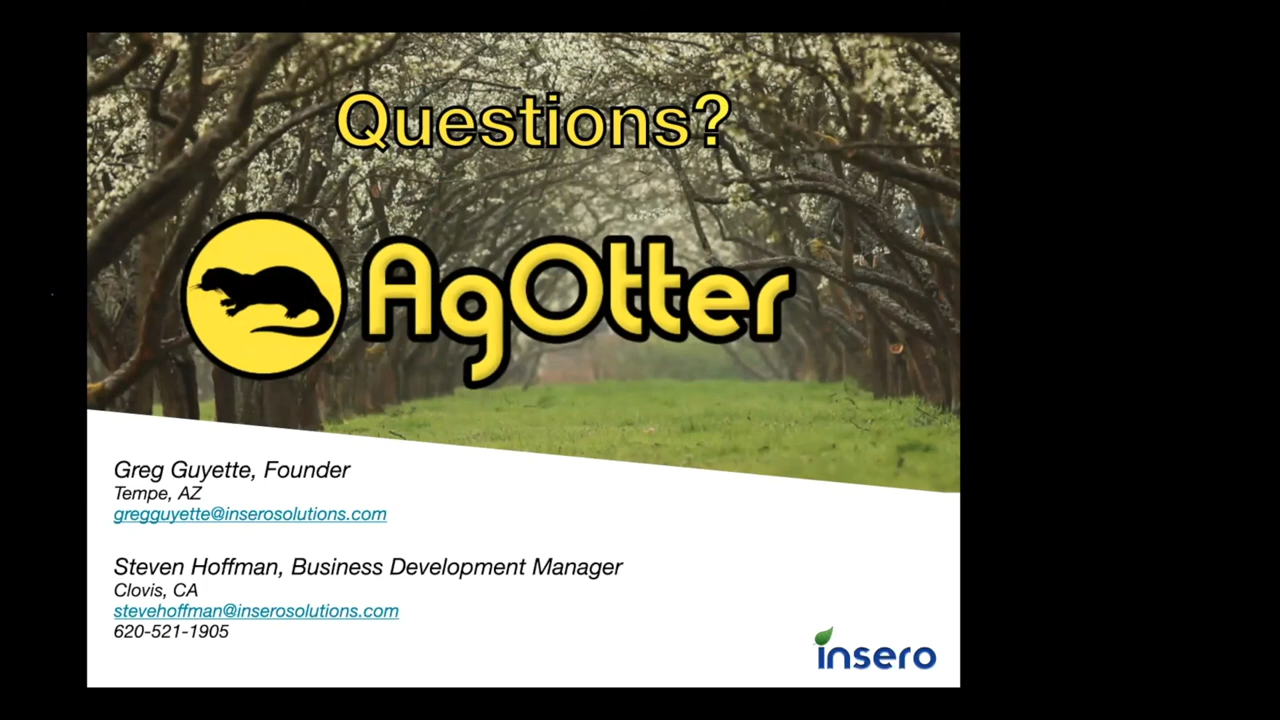 Questions?
AgOtter
Greg Guyette, Founder
Tempe, AZ
gregguyette@inserosolutions.com
Steven Hoffman, Business Development Manager
Clovis, CA
stevehoffman@inserosolutions.com
620-521-1905
insero